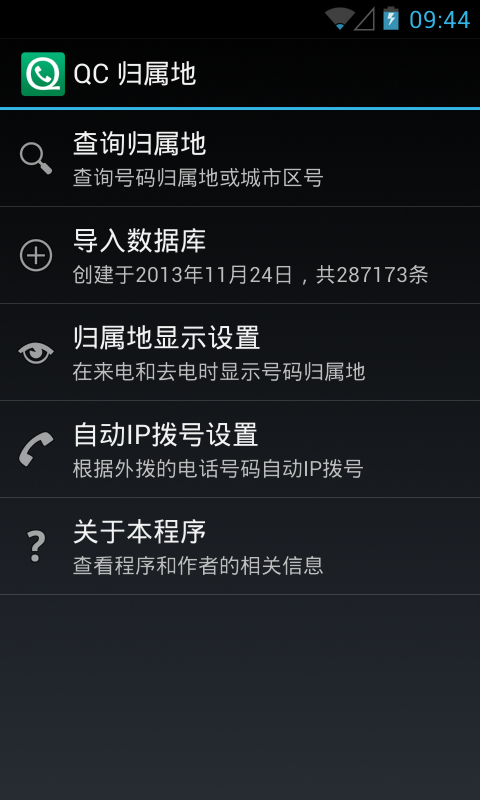 09:44
QC 归属地
查询归属地
查询号码归属地或城市区号
导入数据库
创建于2013年11月24日，共287173条
归属地显示设置
在来电和去电时显示号码归属地
自动IP拨号设置
根据外拨的电话号码自动IP拨号
关于本程序
查看程序和作者的相关信息